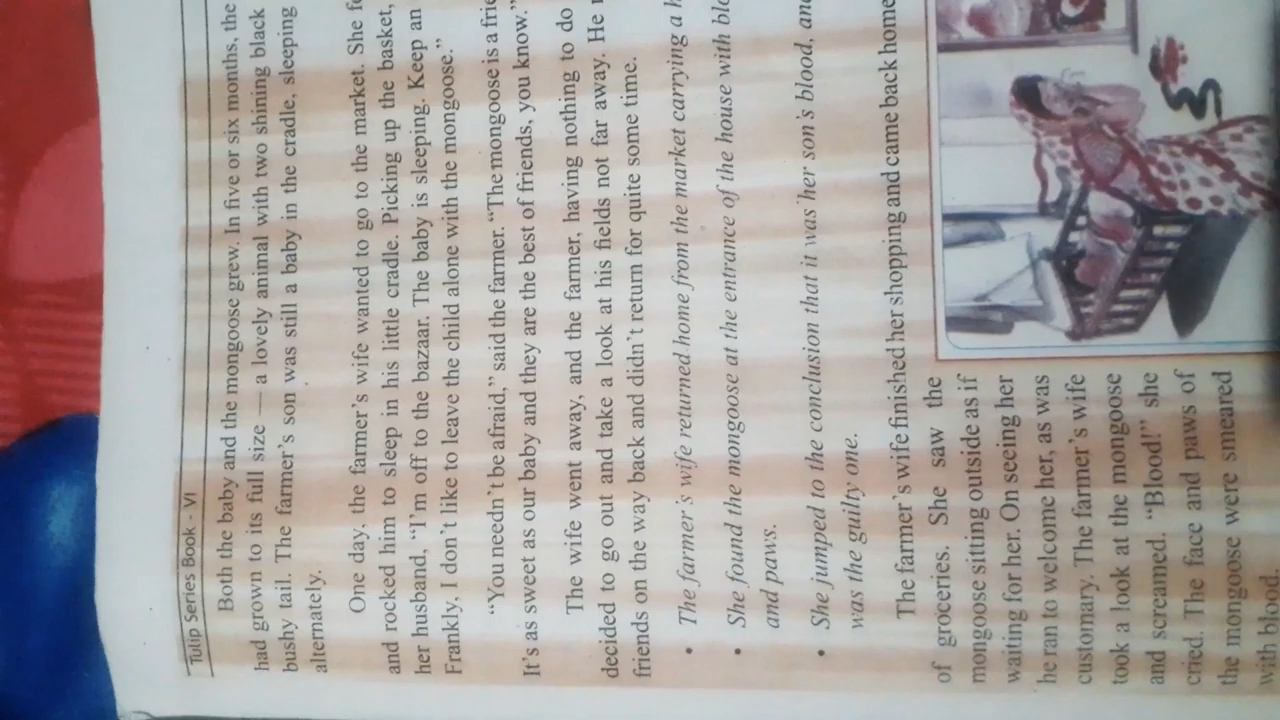 Tulip Series Book - VI
Both the baby and the mongoose grew. In five or six months, the
had grown to its full size — a lovely animal with two shining black
bushy tail. The farmer's son was still a baby in the cradle, sleeping
alternately.
One day, the farmer's wife wanted to go to the market. She
and rocked him to sleep in his little cradle. Picking up the basket,
her husband, “I'm off to the bazaar. The baby is sleeping. Keep an
Frankly, I don't like to leave the child alone with the mongoose.”
“You needn't be afraid,” said the farmer. “The mongoose is a
It's as sweet as our baby and they are the best of friends, you know.”
The wife went away, and the farmer, having nothing to do
decided to go out and take a look at his fields not far away. He
friends on the way back and didn't return for quite some time.
• The farmer's wife returned home from the market carrying a
• She found the mongoose at the entrance of the house with
and paws.
• She jumped to the conclusion that it was her son's blood,
was the guilty one.
The farmer's wife finished her shopping and came back home
of groceries. She saw the
mongoose sitting outside as if
waiting for her. On seeing her
he ran to welcome her, as was
customary. The farmer's wife
took a look at the mongoose
and screamed. “Blood!” she
cried. The face and paws of
the mongoose were smeared
with blood.